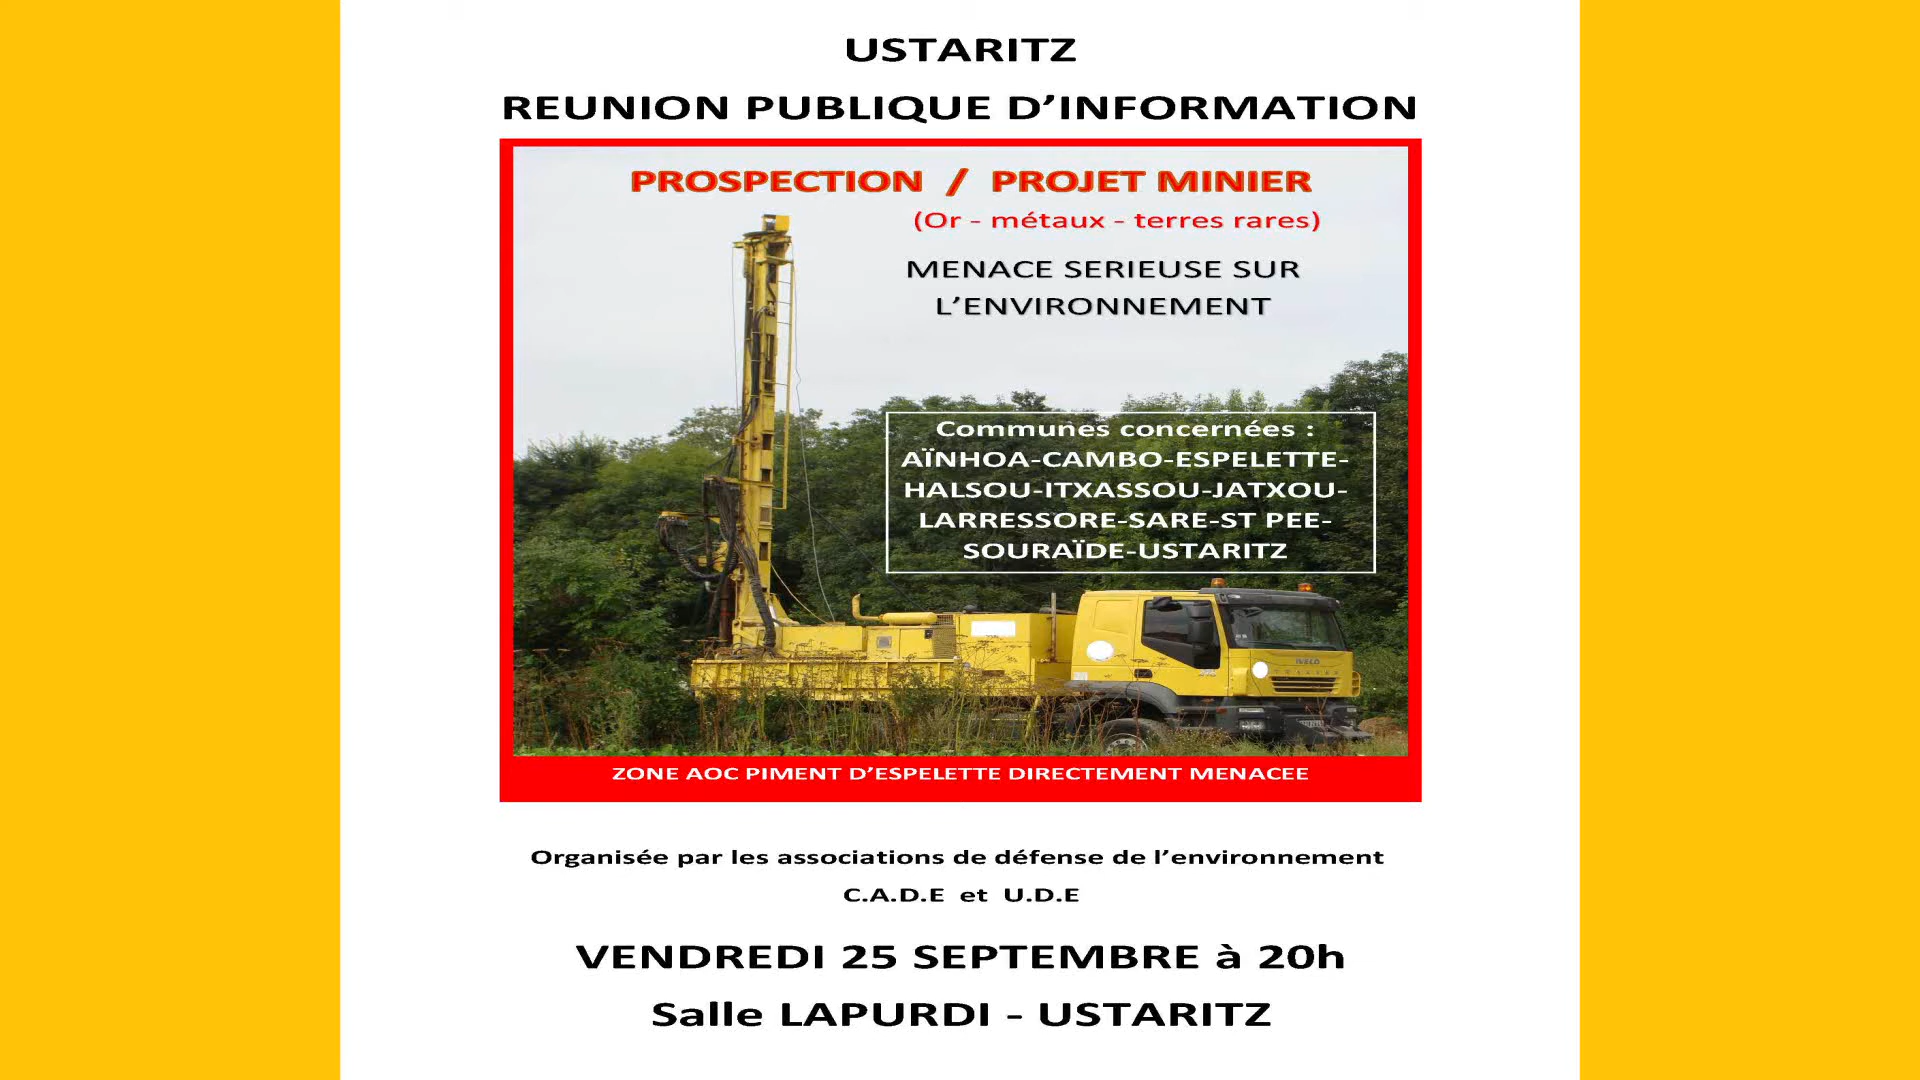 USTARITZ
REUNION PUBLIQUE D’INFORMATION
PROSPECTION / PROJET MINIER
(Or - métaux - terres rares)
MENACE SERIEUSE SUR
L’ENVIRONNEMENT
Communes concernées :
AÏNHOA-CAMBO-ESPELETTE-
HALSOU-ITXASSOU-JATXOU-
LARRESSORE-SARE-ST PEE-
SOURAÏDE-USTARITZ
IVECO
ZONE AOC PIMENT D’ESPELETTE DIRECTEMENT MENACEE
Organisée par les associations de défense de l’environnement
C.A.D.E et U.D.E
VENDREDI 25 SEPTEMBRE à 20h
Salle LAPURDI - USTARITZ